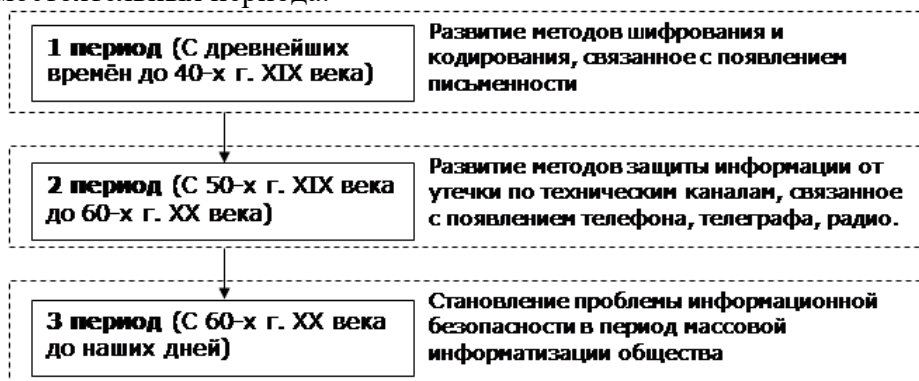 1 период (С древнейших
времён до 40-х г. XIX века)
Развитие методов шифрования и
кодирования, связанное с появлением
письменности
2 период (С 50-х г. XIX века
до 60-х г. XX века)
Развитие методов защиты информации от
утечки по техническим каналам, связанное
с появлением телефона, телеграфа, радио.
3 период (С 60-х г. XX века
до наших дней)
Становление проблемы информационной
безопасности в период массовой
информатизации общества